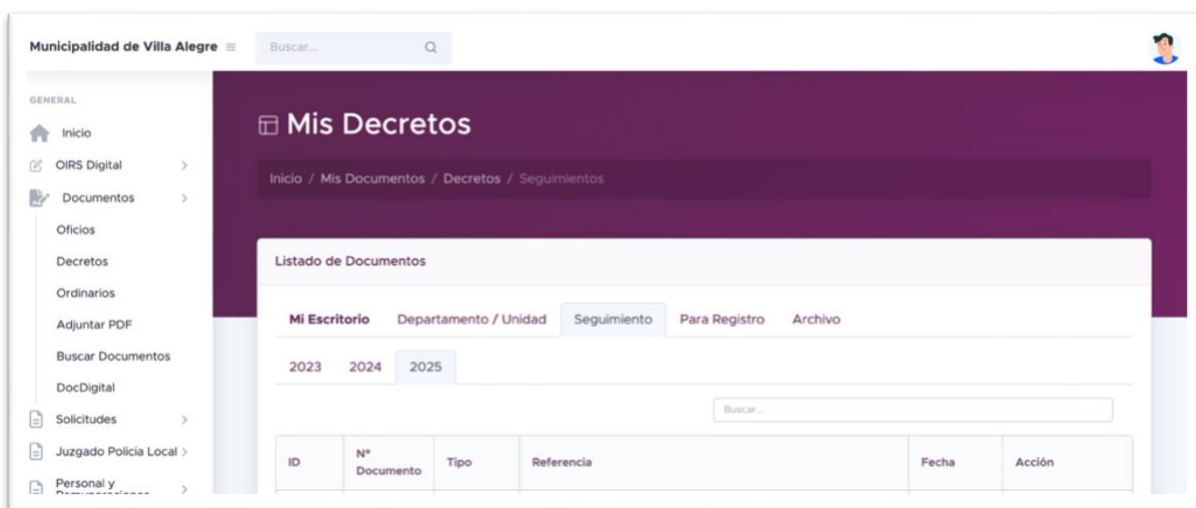 Municipalidad de Villa Alegre
Buscar...
GENERAL
Inicio
OIRS Digital
Documentos
Oficios
Decretos
Ordinarios
Adjuntar PDF
Buscar Documentos
DocDigital
Solicitudes
Juzgado Policia Local
Personal y
Remuneraciones
Mis Decretos
Inicio / Mis Documentos / Decretos / Seguimientos
Listado de Documentos
Mi Escritorio Departamento / Unidad Seguimiento Para Registro Archivo
2023 2024 2025
Buscar...
ID N° Documento Tipo Referencia Fecha Acción